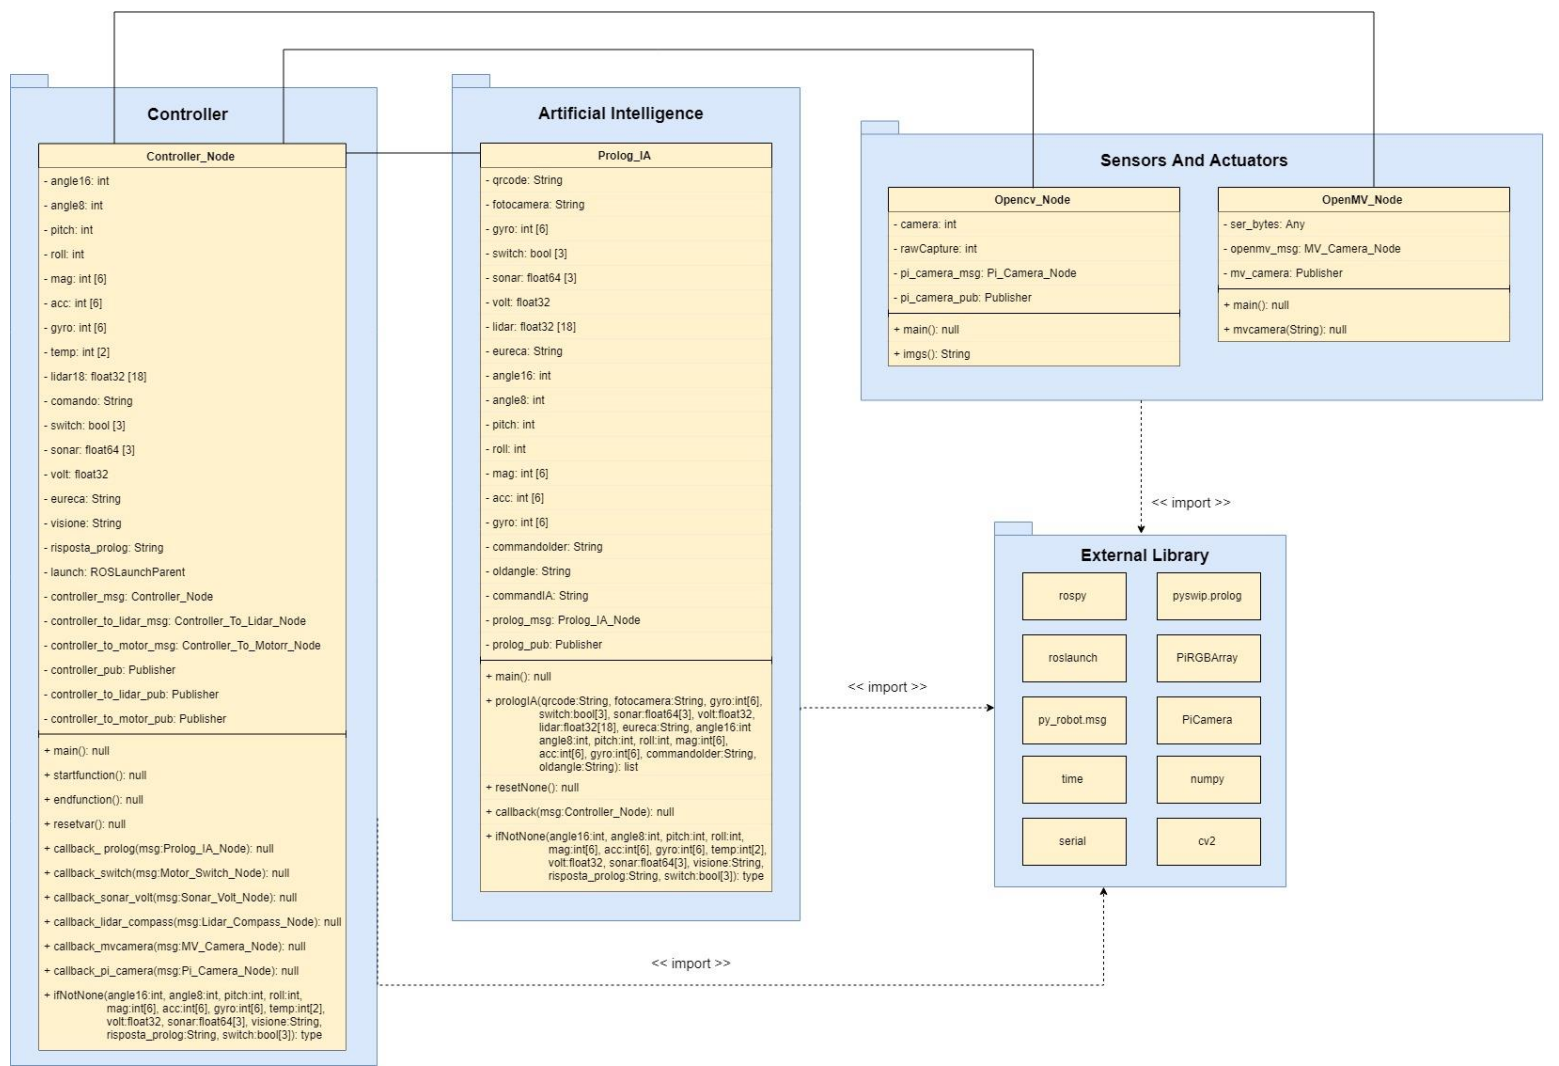 Controller
Controller_Node
- angle16: int
- angle8: int
- pitch: int
- roll: int
- mag: int [6]
- acc: int [6]
- gyro: int [6]
- temp: int [2]
- lidar18: float32 [18]
- comando: String
- switch: bool [3]
- sonar: float64 [3]
- volt: float32
- eureca: String
- visione: String
- risposta_prolog: String
- launch: ROSLaunchParent
- controller_msg: Controller_Node
- controller_to_lidar_msg: Controller_To_Lidar_Node
- controller_to_motor_msg: Controller_To_Motorr_Node
- controller_pub: Publisher
- controller_to_lidar_pub: Publisher
- controller_to_motor_pub: Publisher
+ main(): null
+ startfunction(): null
+ endfunction(): null
+ resetvar(): null
+ callback_ prolog(msg:Prolog_IA_Node): null
+ callback_switch(msg:Motor_Switch_Node): null
+ callback_sonar_volt(msg:Sonar_Volt_Node): null
+ callback_lidar_compass(msg:Lidar_Compass_Node): null
+ callback_mvcamera(msg:MV_Camera_Node): null
+ callback_pi_camera(msg:Pi_Camera_Node): null
+ ifNotNone(angle16:int, angle8:int, pitch:int, roll:int,
mag:int[6], acc:int[6], gyro:int[6], temp:int[2],
volt:float32, sonar:float64[3], visione:String,
risposta_prolog:String, switch:bool[3]): type
Artificial Intelligence
Prolog_IA
- qrcode: String
- fotocamera: String
- gyro: int [6]
- switch: bool [3]
- sonar: float64 [3]
- volt: float32
- lidar: float32 [18]
- eureca: String
- angle16: int
- angle8: int
- pitch: int
- roll: int
- mag: int [6]
- acc: int [6]
- gyro: int [6]
- commandolder: String
- oldangle: String
- commandIA: String
- prolog_msg: Prolog_IA_Node
- prolog_pub: Publisher
+ main(): null
+ prologIA(qrcode:String, fotocamera:String, gyro:int[6],
switch:bool[3], sonar:float64[3], volt:float32,
lidar:float32[18], eureca:String, angle16:int
angle8:int, pitch:int, roll:int, mag:int[6],
acc:int[6], gyro:int[6], commandolder:String,
oldangle:String): list
+ resetNone(): null
+ callback(msg:Controller_Node): null
+ ifNotNone(angle16:int, angle8:int, pitch:int, roll:int,
mag:int[6], acc:int[6], gyro:int[6], temp:int[2],
volt:float32, sonar:float64[3], visione:String,
risposta_prolog:String, switch:bool[3]): type
Sensors And Actuators
Opencv_Node
- camera: int
- rawCapture: int
- pi_camera_msg: Pi_Camera_Node
- pi_camera_pub: Publisher
+ main(): null
+ imgs(): String
OpenMV_Node
- ser_bytes: Any
- openmv_msg: MV_Camera_Node
- mv_camera: Publisher
+ main(): null
+ mvcamera(String): null
<< import >>
<< import >>
<< import >>
External Library
rospy
pyswip.prolog
roslaunch
PiRGBArray
py_robot.msg
PiCamera
time
numpy
serial
cv2